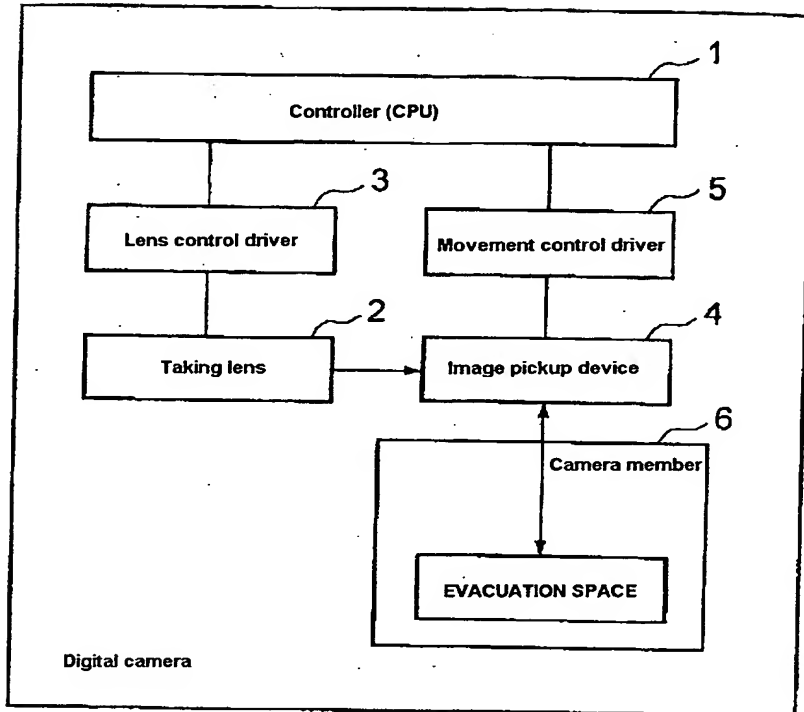 1
Controller (CPU)
3
5
Lens control driver
Movement control driver
2
4
Taking lens
Image pickup device
6
Camera member
EVACUATION SPACE
Digital camera